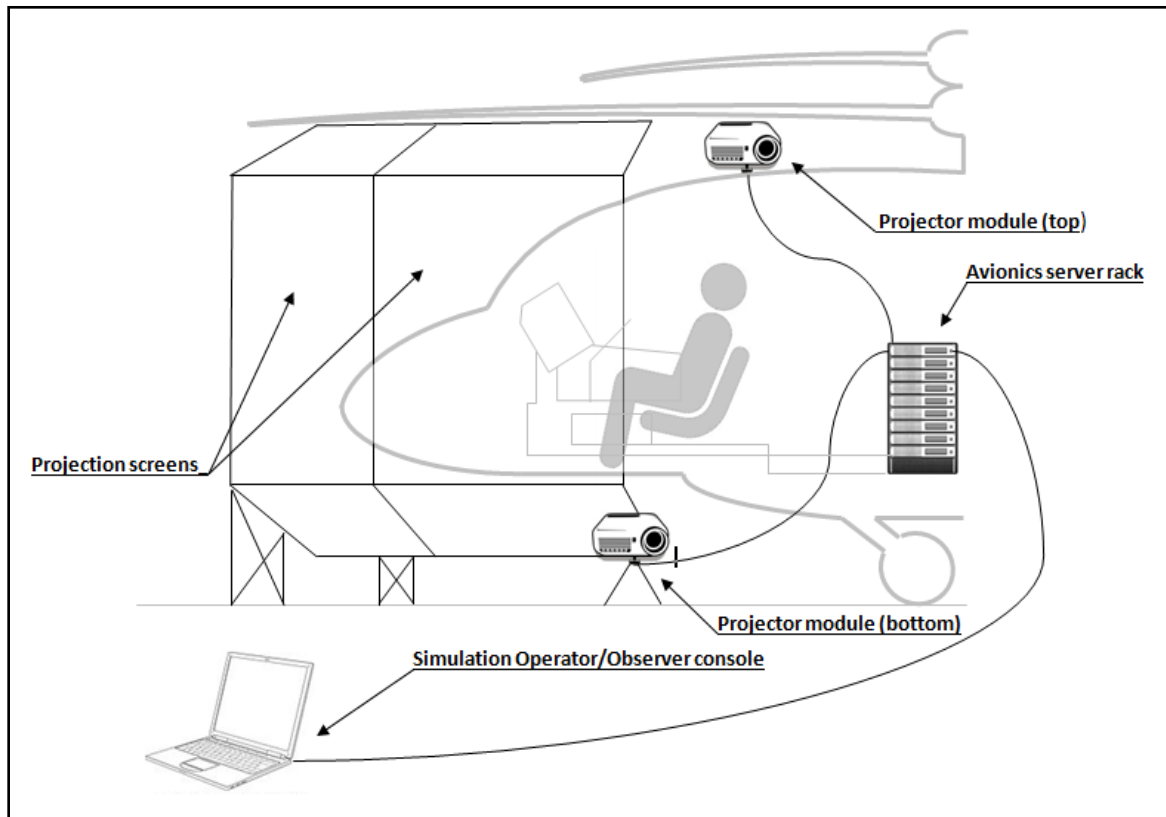 Projector module (top)
Avionics server rack
Projection screens
Projector module (bottom)
Simulation Operator/Observer console